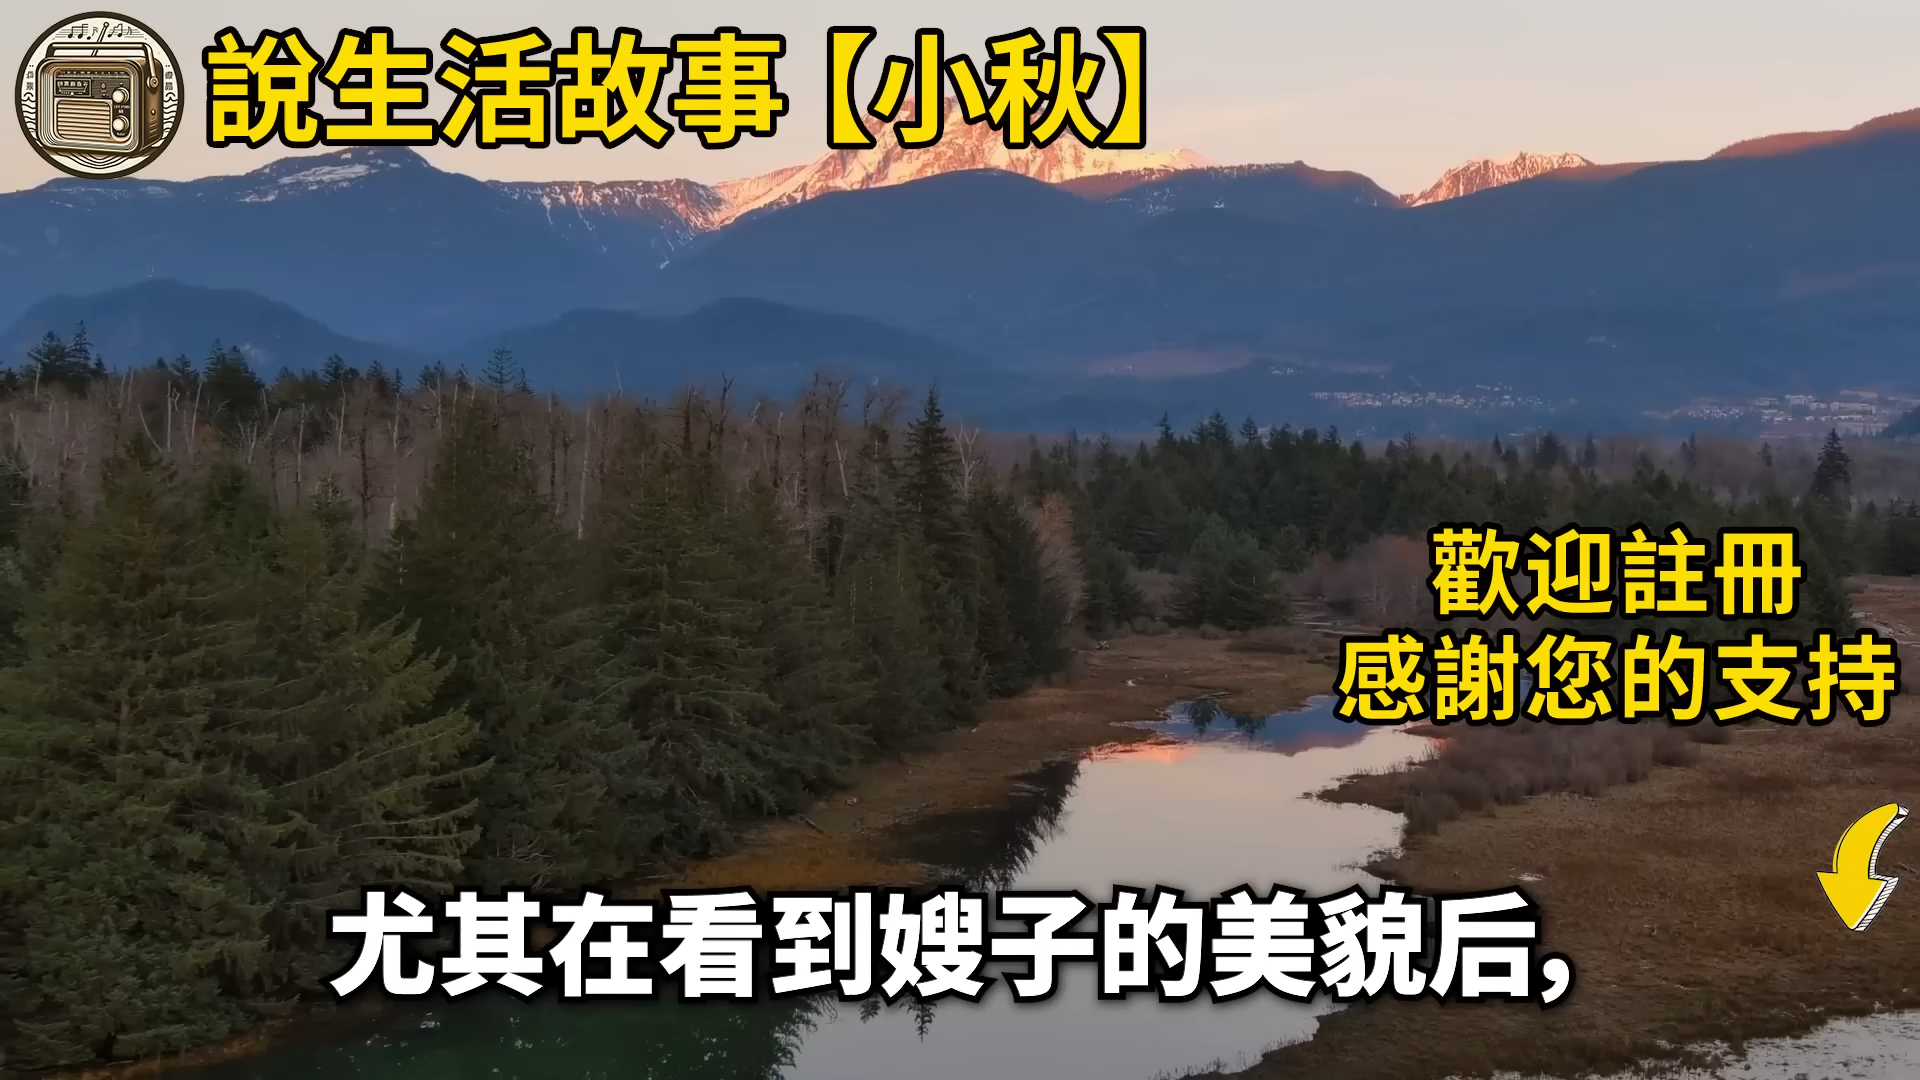 說生活故事【小秋】
歡迎註冊
感謝您的支持
尤其在看到嫂子的美貌后,